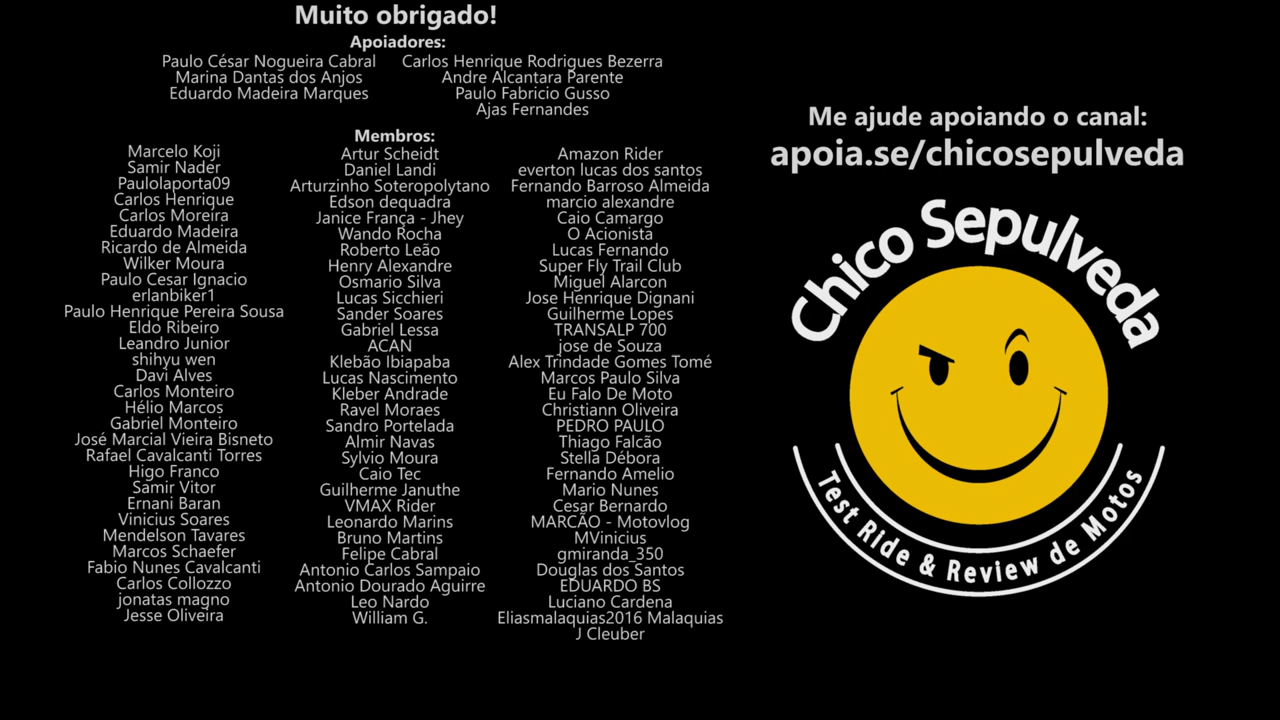 Muito obrigado!
Apoiadores:
Paulo César Nogueira Cabral
Marina Dantas dos Anjos
Eduardo Madeira Marques
Carlos Henrique Rodrigues Bezerra
Andre Alcantara Parente
Paulo Fabricio Gusso
Ajas Fernandes
Membros:
Marcelo Koji
Samir Nader
Paulolaporta09
Carlos Henrique
Carlos Moreira
Eduardo Madeira
Ricardo de Almeida
Wilker Moura
Paulo Cesar Ignacio
erlanbiker1
Paulo Henrique Pereira Sousa
Eldo Ribeiro
Leandro Junior
shihyu wen
Davi Alves
Carlos Monteiro
Hélio Marcos
Gabriel Monteiro
José Marcial Vieira Bisneto
Rafael Cavalcanti Torres
Higo Franco
Samir Vitor
Ernani Baran
Vinicius Soares
Mendelson Tavares
Marcos Schaefer
Fabio Nunes Cavalcanti
Carlos Collozzo
jonatas magno
Jesse Oliveira
Artur Scheidt
Daniel Landi
Arturzinho Soteropolytano
Edson dequadra
Janice França - Jhey
Wando Rocha
Roberto Leão
Henry Alexandre
Osmario Silva
Lucas Sicchieri
Sander Soares
Gabriel Lessa
ACAN
Klebão Ibiapaba
Lucas Nascimento
Kleber Andrade
Ravel Moraes
Sandro Portelada
Almir Navas
Sylvio Moura
Caio Tec
Guilherme Januthe
VMAX Rider
Leonardo Marins
Bruno Martins
Felipe Cabral
Antonio Carlos Sampaio
Antonio Dourado Aguirre
Leo Nardo
William G.
Amazon Rider
everton lucas dos santos
Fernando Barroso Almeida
marcio alexandre
Caio Camargo
O Acionista
Lucas Fernando
Super Fly Trail Club
Miguel Alarcon
Jose Henrique Dignani
Guilherme Lopes
TRANSALP 700
jose de Souza
Alex Trindade Gomes Tomé
Marcos Paulo Silva
Eu Falo De Moto
Christiann Oliveira
PEDRO PAULO
Thiago Falcão
Stella Débora
Fernando Amelio
Mario Nunes
Cesar Bernardo
MARCÃO - Motovlog
MVinicius
gmiranda_350
Douglas dos Santos
EDUARDO BS
Luciano Cardena
Eliasmalaquias2016 Malaquias
J Cleuber
Me ajude apoiando o canal:
apoia.se/chicosepulveda
Chico Sepulveda
Test Ride & Review de Motos